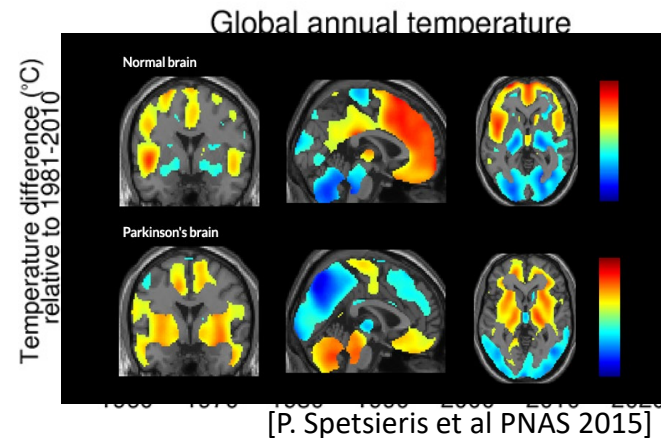 Global annual temperature
Temperature difference (°C)
relative to 1981-2010
Normal brain
Parkinson's brain
[P. Spetsieris et al PNAS 2015]